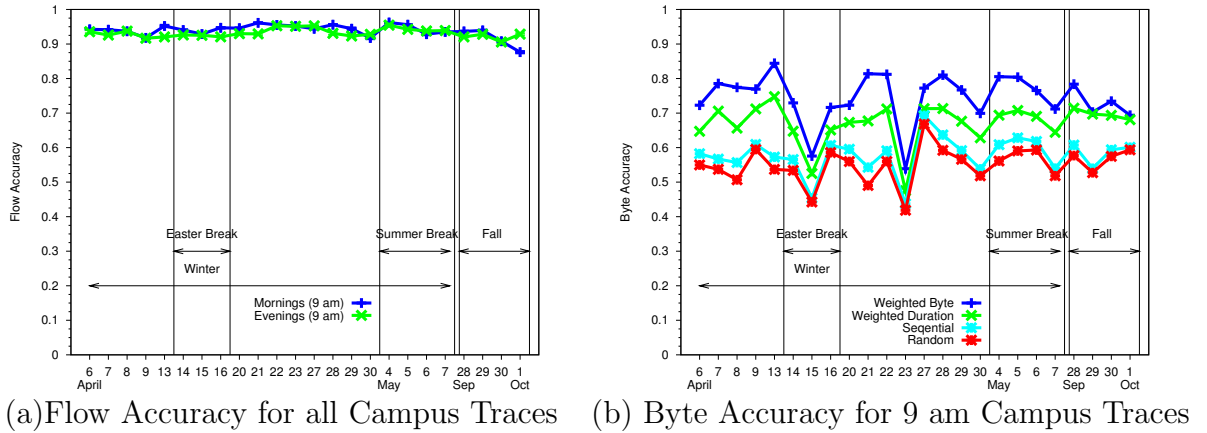 1
0.9
0.8
0.7
0.6
0.5
0.4
0.3
0.2
0.1
0
Flow Accuracy
Easter Break
Summer Break
Fall
Winter
Mornings (9 am)
Evenings (9 am)
6 7 8 9 13 14 15 16 20 21 22 23 27 28 29 30 4 5 6 7 28 29 30 1
April May Sep Oct
(a)Flow Accuracy for all Campus Traces
1
0.9
0.8
0.7
0.6
0.5
0.4
0.3
0.2
0.1
0
Byte Accuracy
Easter Break
Summer Break
Fall
Winter
Weighted Byte
Weighted Duration
Seqential
Random
6 7 8 9 13 14 15 16 20 21 22 23 27 28 29 30 4 5 6 7 28 29 30 1
April May Sep Oct
(b) Byte Accuracy for 9 am Campus Traces